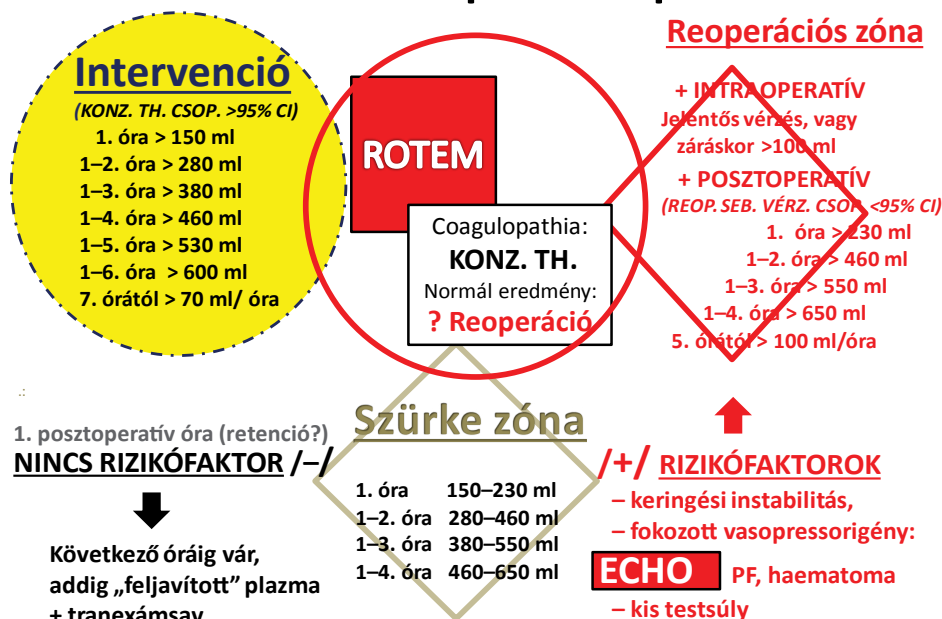 Intervenció
(KONZ. TH. CSOP. >95% CI)
1. óra > 150 ml
1–2. óra > 280 ml
1–3. óra > 380 ml
1–4. óra > 460 ml
1–5. óra > 530 ml
1–6. óra > 600 ml
7. órától > 70 ml/ óra
ROTEM
Coagulopathia:
KONZ. TH.
Normál eredmény:
? Reoperáció
Reoperációs zóna
+ INTRAOPERATÍV
Jelentős vérzés, vagy
záráskor >100 ml
+ POSZTOPERATÍV
(REOP. SEB. VÉRZ. CSOP. <95% CI)
1. óra > 230 ml
1–2. óra > 460 ml
1–3. óra > 550 ml
1–4. óra > 650 ml
5. órától > 100 ml/óra
.:
1. posztoperatív óra (retenció?)
NINCS RIZIKÓFAKTOR /–/
Következő óráig vár,
addig „feljavított” plazma
+ tranexámsav
Szürke zóna
1. óra 150–230 ml
1–2. óra 280–460 ml
1–3. óra 380–550 ml
1–4. óra 460–650 ml
/+/ RIZIKÓFAKTOROK
– keringési instabilitás,
– fokozott vasopressorigény:
ECHO PF, haematoma
– kis testsúly